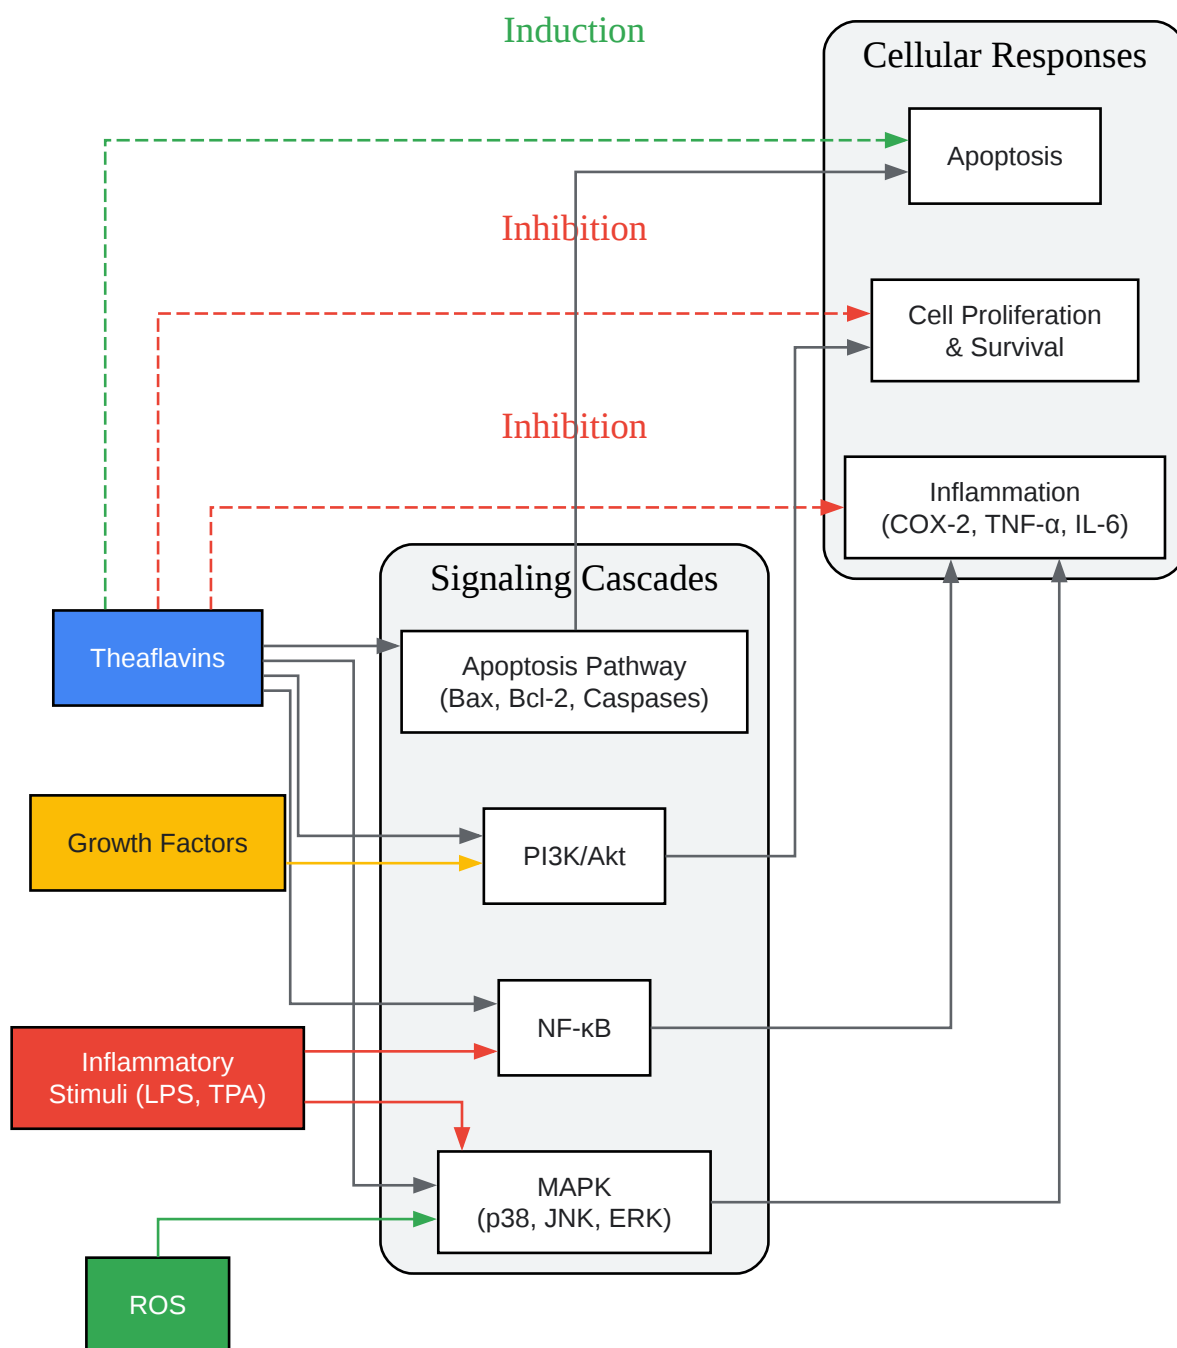 Induction
Cellular Responses
Apoptosis
Inhibition
Cell Proliferation
& Survival
Inhibition
Inflammation
(COX-2, TNF-α, IL-6)
Signaling Cascades
Theaflavins
Apoptosis Pathway
(Bax, Bcl-2, Caspases)
Growth Factors
PI3K/Akt
NF-κB
Inflammatory
Stimuli (LPS, TPA)
MAPK
(p38, JNK, ERK)
ROS